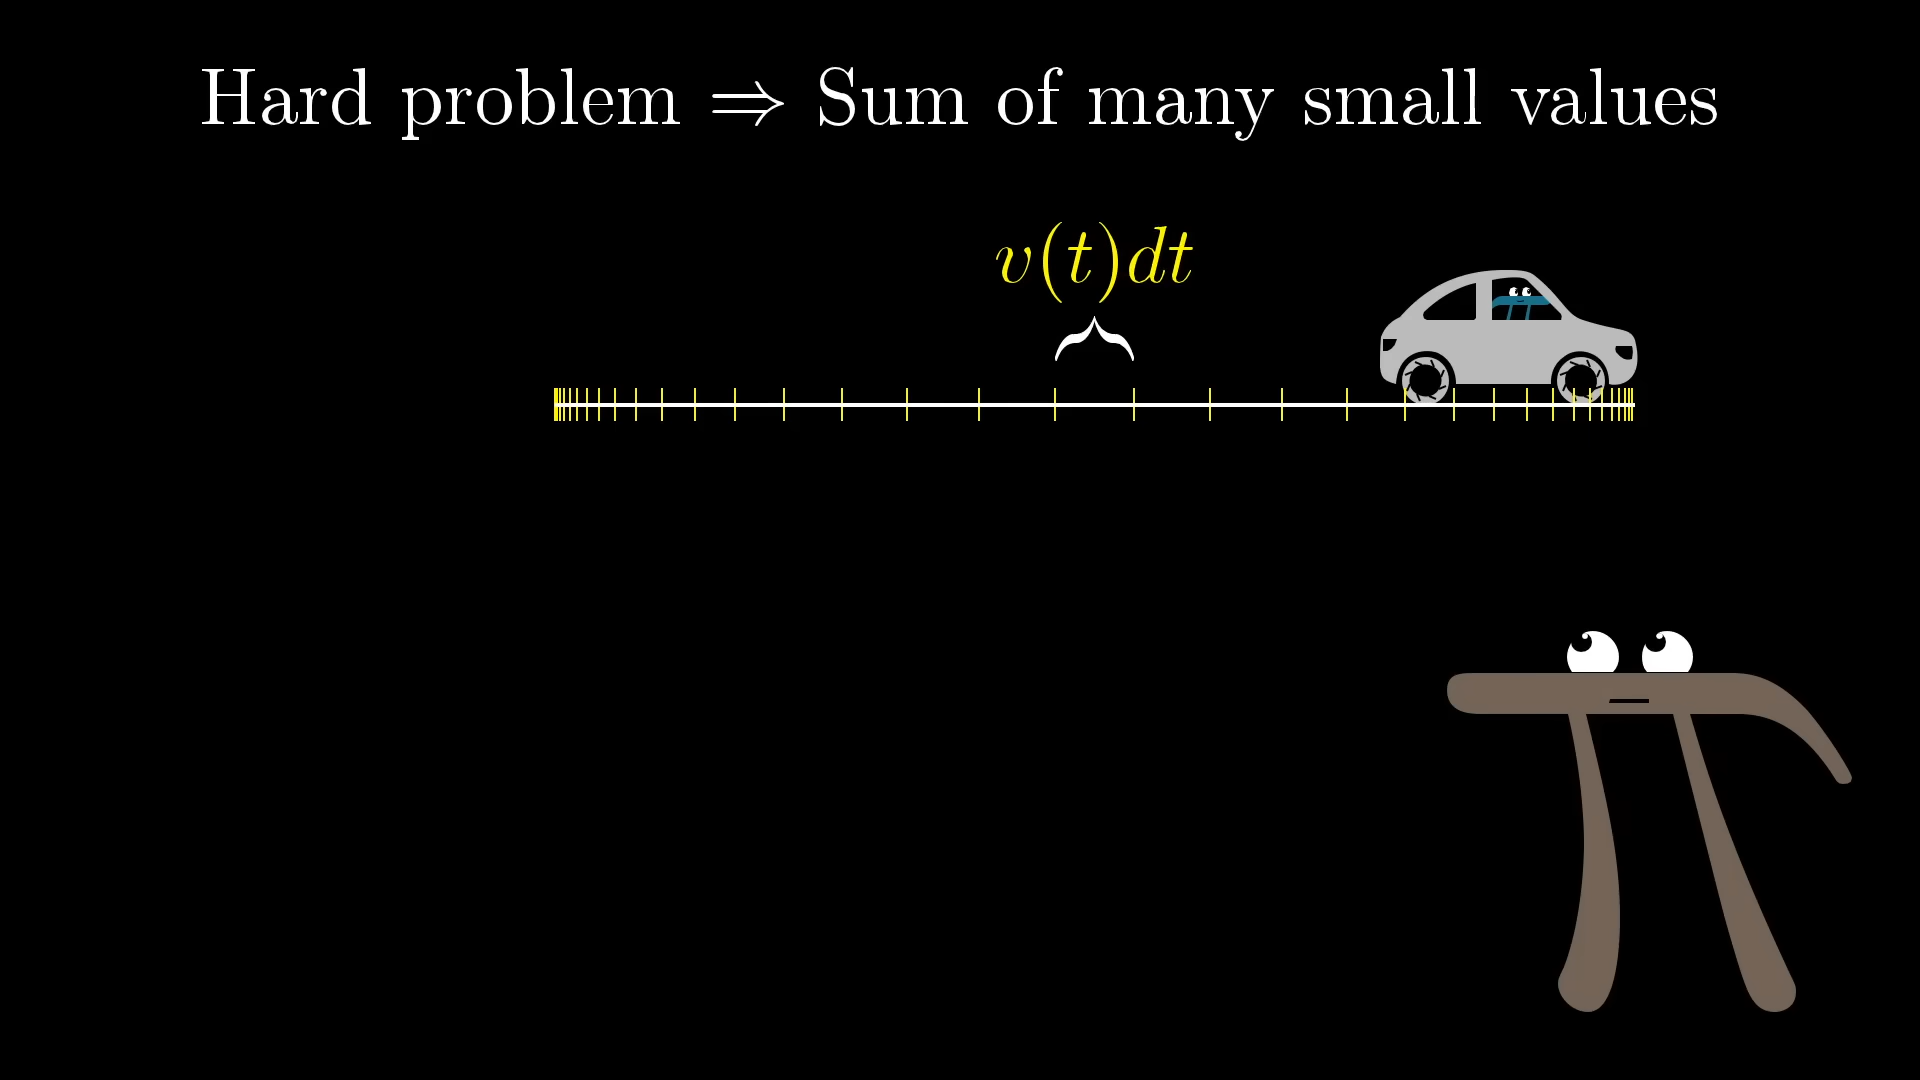 Hard problem ⇒ Sum of many small values
v(t)dt